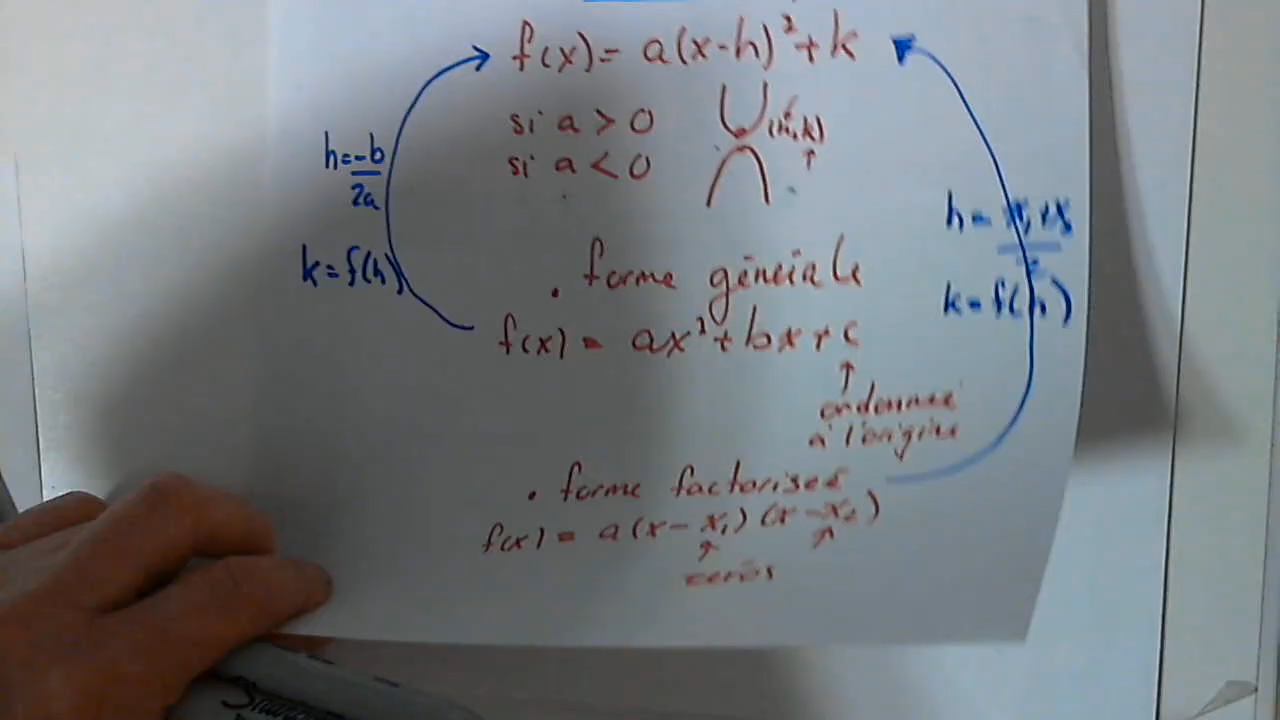 f(x) = a(x-h)² + k
si a > 0
(h,k)
si a < 0
h = -b
2a
k = f(h)
h = x₁ + x₂
2
k = f(h)
. forme générale
f(x) = ax² + bx + c
ordonnée
à l'origine
. forme factorisée
f(x) = a(x - x₁)(x - x₂)
zéros